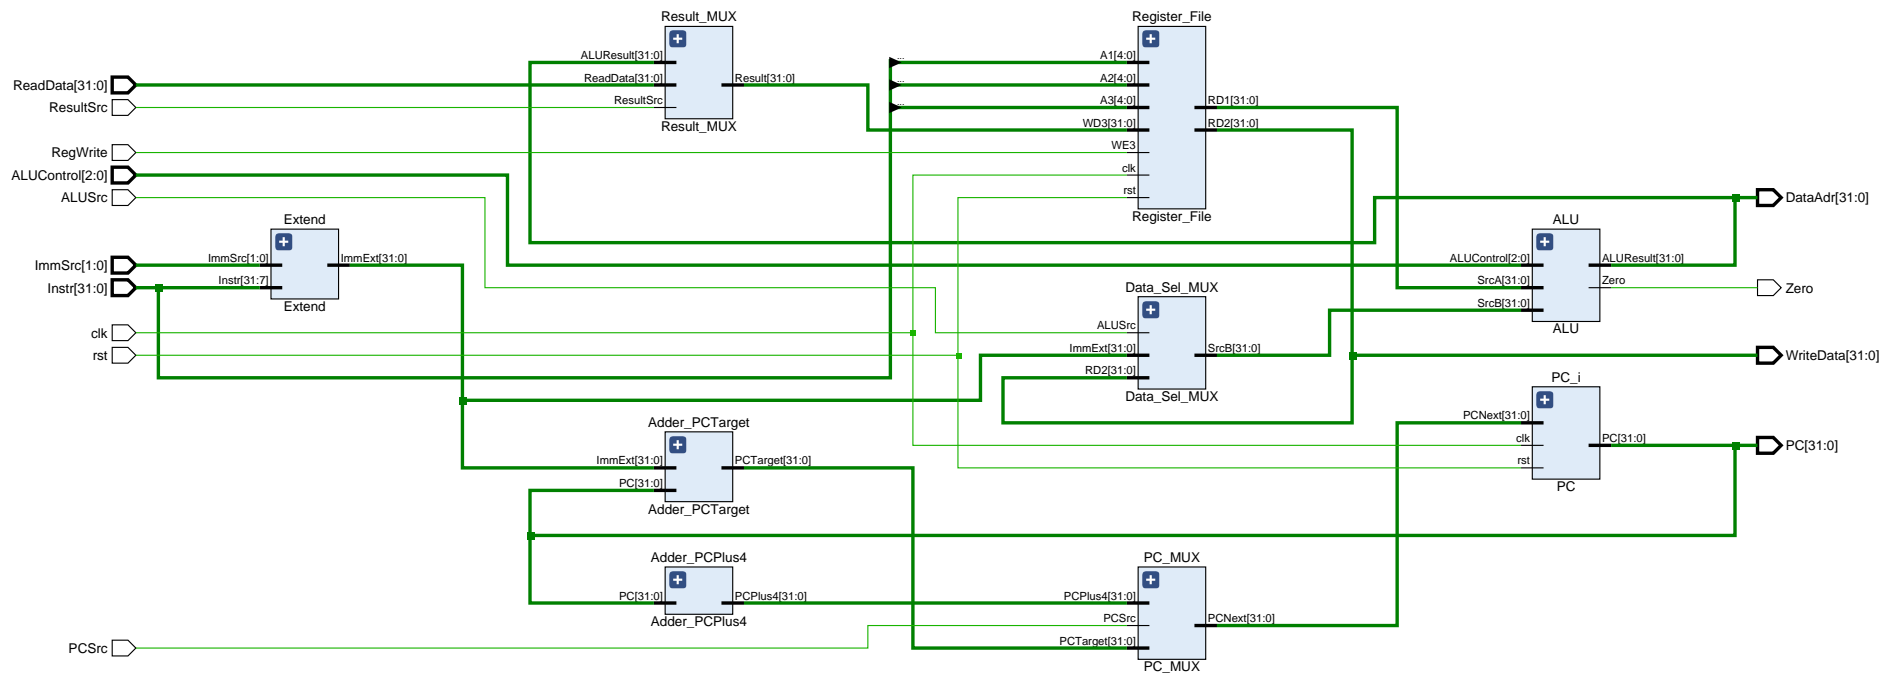 Result_MUX
ALUResult[31:0]
ReadData[31:0]
ResultSrc
Result[31:0]
Result_MUX
Register_File
A1[4:0]
A2[4:0]
A3[4:0]
WD3[31:0]
WE3
clk
rst
RD1[31:0]
RD2[31:0]
Register_File
...
...
...
ReadData[31:0]
ResultSrc
RegWrite
ALUControl[2:0]
ALUSrc
ImmSrc[1:0]
Instr[31:0]
clk
rst
PCSrc
Extend
ImmSrc[1:0]
Instr[31:7]
ImmExt[31:0]
Extend
Data_Sel_MUX
ALUSrc
ImmExt[31:0]
RD2[31:0]
SrcB[31:0]
Data_Sel_MUX
ALU
ALUControl[2:0]
SrcA[31:0]
SrcB[31:0]
ALUResult[31:0]
Zero
ALU
DataAdr[31:0]
Zero
WriteData[31:0]
PC[31:0]
PC_i
PCNext[31:0]
clk
rst
PC[31:0]
PC
Adder_PCTarget
ImmExt[31:0]
PC[31:0]
PCTarget[31:0]
Adder_PCTarget
Adder_PCPlus4
PC[31:0]
PCPlus4[31:0]
Adder_PCPlus4
PC_MUX
PCPlus4[31:0]
PCSrc
PCTarget[31:0]
PCNext[31:0]
PC_MUX